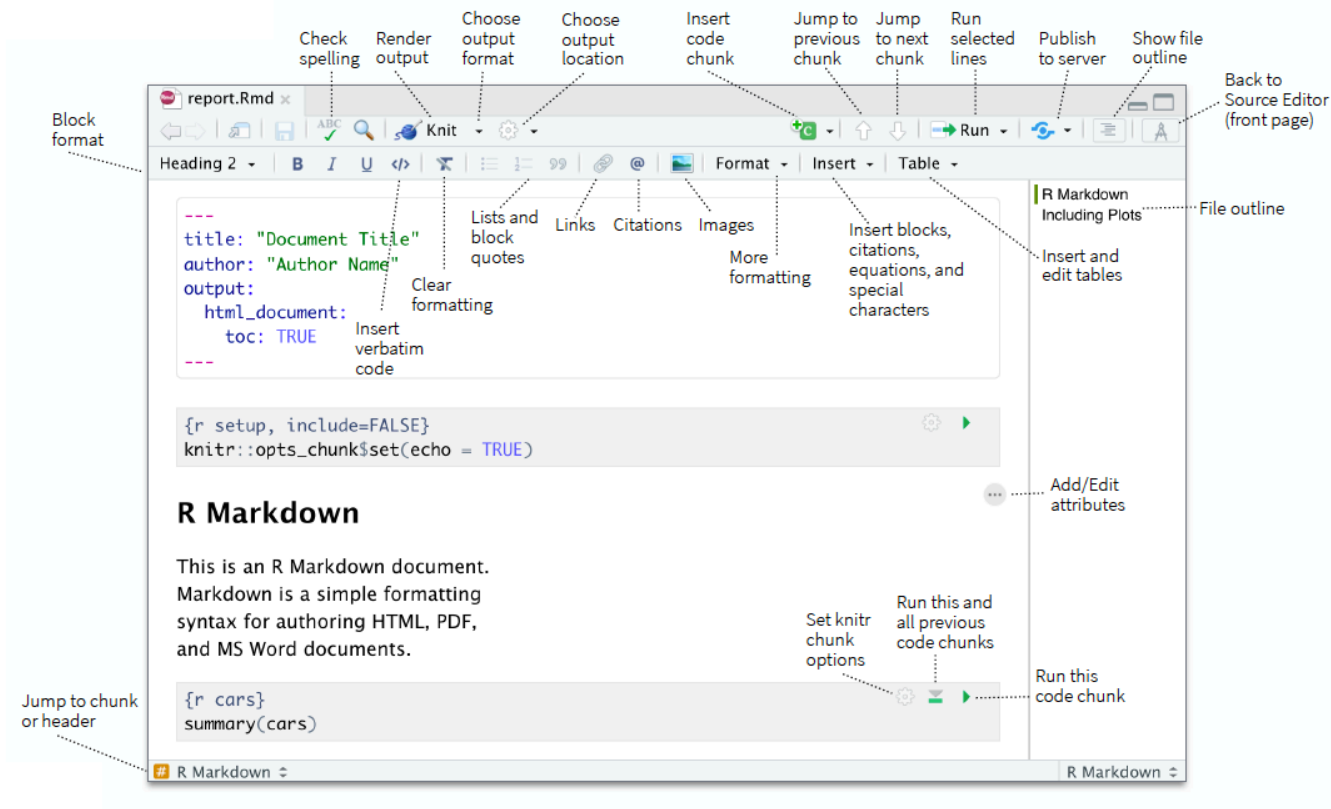 Check
spelling
Render
output
Choose
output
format
Choose
output
location
Insert
code
chunk
Jump to
previous
chunk
Jump
to next
chunk
Run
selected
lines
Publish
to server
Show file
outline
Back to
Source Editor
(front page)
Block
format
report.Rmd
ABC
Knit
C
Run
Heading 2
B
I
U
</>
T
99
@
Format
Insert
Table
---
title: "Document Title"
author: "Author Name"
output:
html_document:
toc: TRUE
---
Insert
verbatim
code
Clear
formatting
Lists and
block
quotes
Links
Citations
Images
More
formatting
Insert blocks,
citations,
equations, and
special
characters
R Markdown
Including Plots
File outline
Insert and
edit tables
{r setup, include=FALSE}
knitr::opts_chunk$set(echo = TRUE)
R Markdown
Add/Edit
attributes
This is an R Markdown document.
Markdown is a simple formatting
syntax for authoring HTML, PDF,
and MS Word documents.
Set knitr
chunk
options
Run this and
all previous
code chunks
Run this
code chunk
{r cars}
summary(cars)
Jump to chunk
or header
# R Markdown
R Markdown